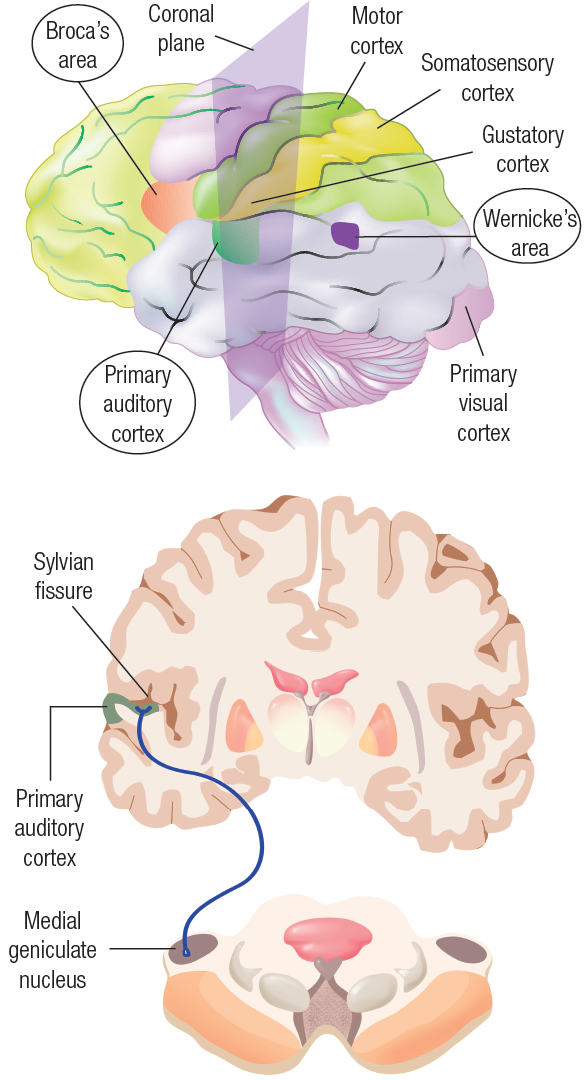 Broca's
area
Coronal
plane
Motor
cortex
Somatosensory
cortex
Gustatory
cortex
Wernicke's
area
Primary
auditory
cortex
Primary
visual
cortex
Sylvian
fissure
Primary
auditory
cortex
Medial
geniculate
nucleus